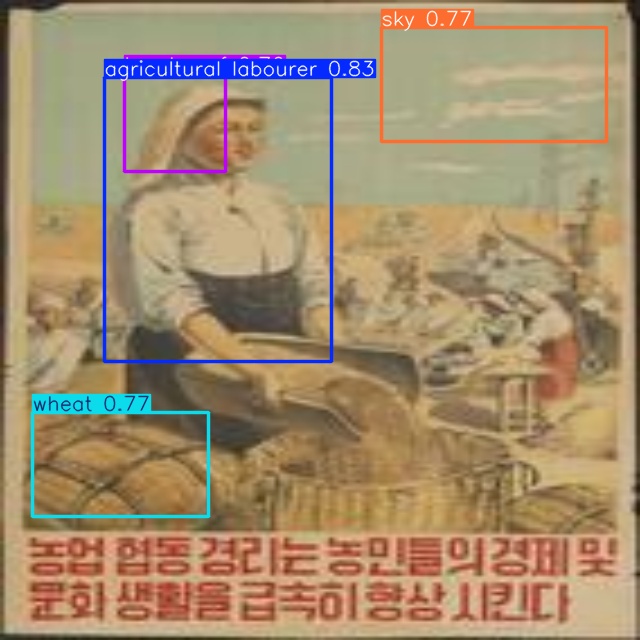 sky 0.77
agricultural labourer 0.83
wheat 0.77
농업 협동 경리는 농민들의 경제 및
문화 생활을 급속히 향상 시킨다